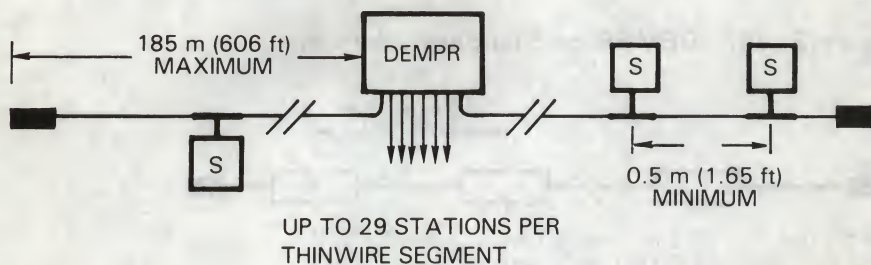 185 m (606 ft)
MAXIMUM
DEMPR
S
S
S
0.5 m (1.65 ft)
MINIMUM
UP TO 29 STATIONS PER
THINWIRE SEGMENT